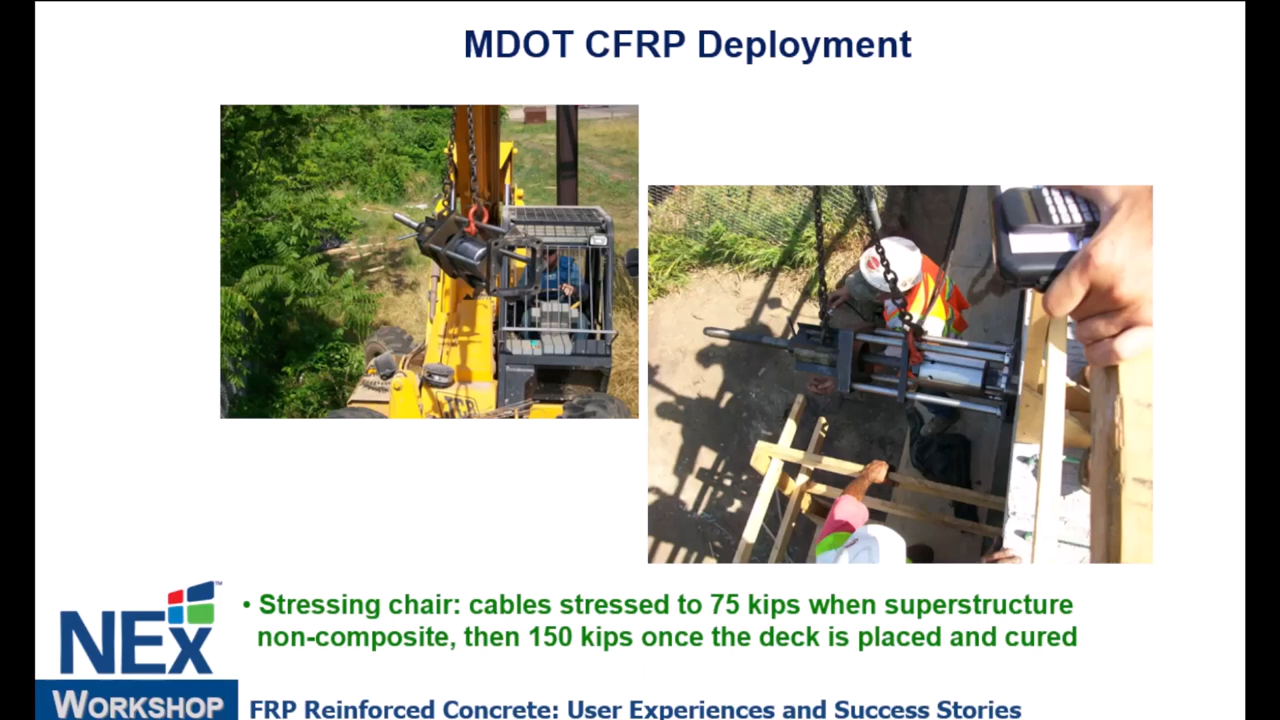 MDOT CFRP Deployment
• Stressing chair: cables stressed to 75 kips when superstructure
non-composite, then 150 kips once the deck is placed and cured
NEx™
WORKSHOP
FRP Reinforced Concrete: User Experiences and Success Stories